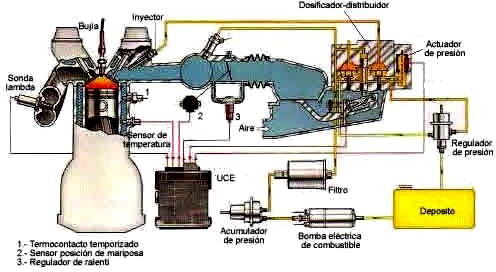 Dosificador-distribuidor
Inyector
Bujía
Actuador
de presión
Sonda
lambda
1
2
3
Sensor de
temperatura
Aire
Regulador
de presión
UCE
Filtro
Deposito
Acumulador
de presión
Bomba eléctrica
de combustible
1.- Termocontacto temporizado
2.- Sensor posición de mariposa
3.- Regulador de ralenti